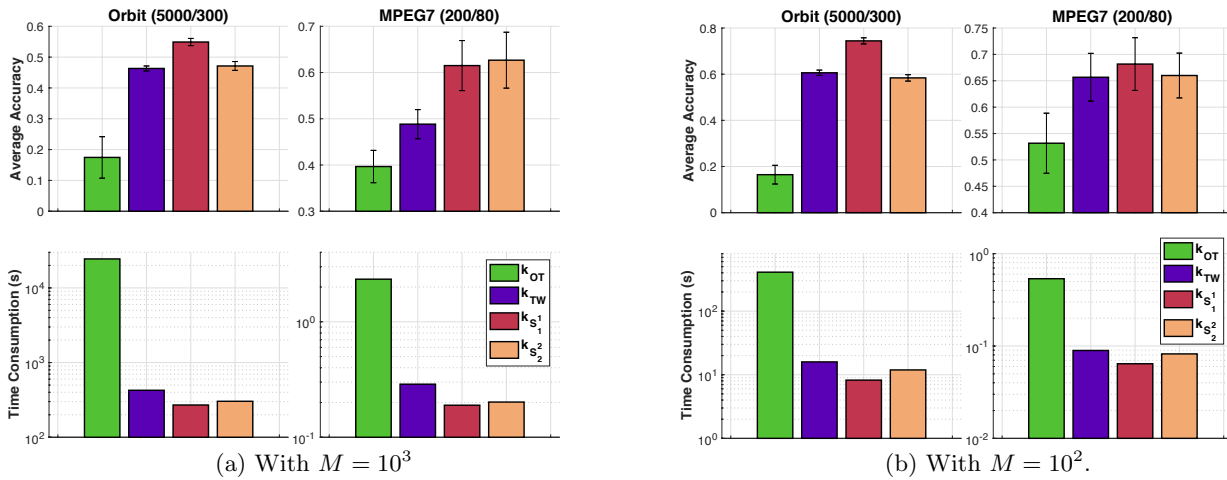 Orbit (5000/300)
Average Accuracy
0.6
0.5
0.4
0.3
0.2
0.1
0
MPEG7 (200/80)
0.7
0.6
0.5
0.4
0.3
Time Consumption (s)
10^4
10^3
10^2
10^0
10^-1
k_OT
k_TW
k_S_1^1
k_S_2^2
(a) With M = 10^3
Orbit (5000/300)
Average Accuracy
0.8
0.6
0.4
0.2
0
MPEG7 (200/80)
0.75
0.7
0.65
0.6
0.55
0.5
0.45
0.4
Time Consumption (s)
10^2
10^1
10^0
10^0
10^-1
10^-2
k_OT
k_TW
k_S_1^1
k_S_2^2
(b) With M = 10^2.